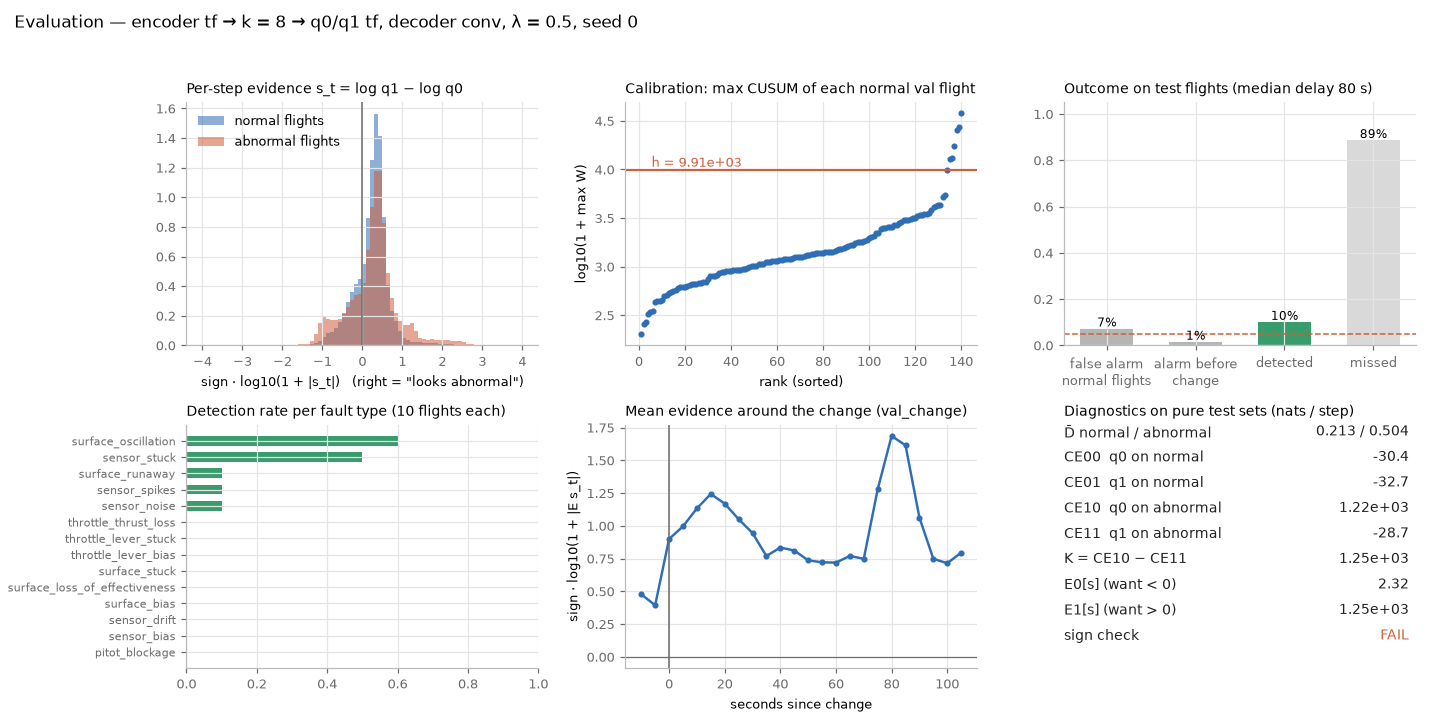 Evaluation — encoder tf → k = 8 → q0/q1 tf, decoder conv, λ = 0.5, seed 0
Per-step evidence s_t = log q1 − log q0
normal flights
abnormal flights
1.6
1.4
1.2
1.0
0.8
0.6
0.4
0.2
0.0
−4 −3 −2 −1 0 1 2 3 4
sign · log10(1 + |s_t|) (right = "looks abnormal")
Calibration: max CUSUM of each normal val flight
log10(1 + max W)
h = 9.91e+03
4.5
4.0
3.5
3.0
2.5
0 20 40 60 80 100 120 140
rank (sorted)
Outcome on test flights (median delay 80 s)
1.0
0.8
0.6
0.4
0.2
0.0
7%
1%
10%
89%
false alarm
normal flights
alarm before
change
detected
missed
Detection rate per fault type (10 flights each)
surface_oscillation
sensor_stuck
surface_runaway
sensor_spikes
sensor_noise
throttle_thrust_loss
throttle_lever_stuck
throttle_lever_bias
surface_stuck
surface_loss_of_effectiveness
surface_bias
sensor_drift
sensor_bias
pitot_blockage
0.0 0.2 0.4 0.6 0.8 1.0
Mean evidence around the change (val_change)
sign · log10(1 + |E s_t|)
1.75
1.50
1.25
1.00
0.75
0.50
0.25
0.00
0 20 40 60 80 100
seconds since change
Diagnostics on pure test sets (nats / step)
D̄ normal / abnormal 0.213 / 0.504
CE00 q0 on normal -30.4
CE01 q1 on normal -32.7
CE10 q0 on abnormal 1.22e+03
CE11 q1 on abnormal -28.7
K = CE10 − CE11 1.25e+03
E0[s] (want < 0) 2.32
E1[s] (want > 0) 1.25e+03
sign check FAIL